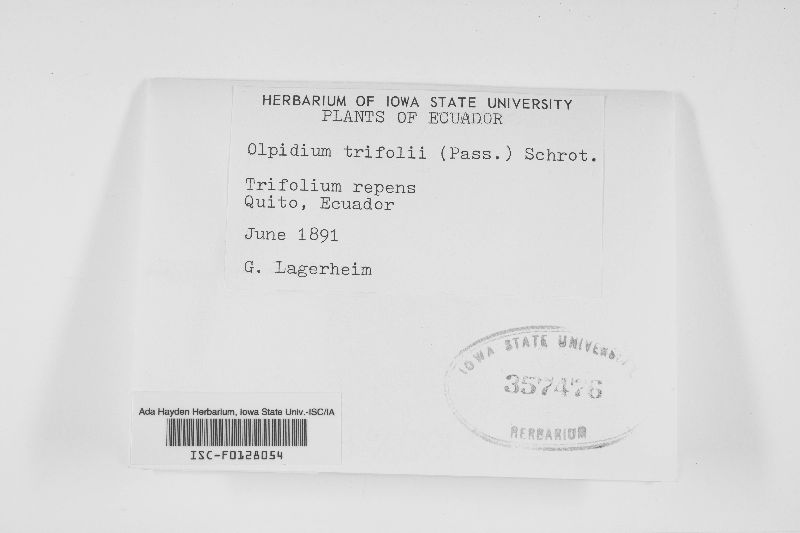 HERBARIUM OF IOWA STATE UNIVERSITY
PLANTS OF ECUADOR
Olpidium trifolii (Pass.) Schrot.
Trifolium repens
Quito, Ecuador
June 1891
G. Lagerheim
IOWA STATE UNIVERSITY
357476
HERBARIUM
Ada Hayden Herbarium, Iowa State Univ.-ISC/IA
ISC-F0128054